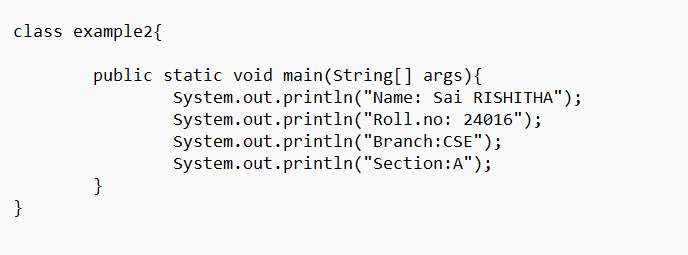 class example2{
public static void main(String[] args){
System.out.println("Name: Sai RISHITHA");
System.out.println("Roll.no: 24016");
System.out.println("Branch:CSE");
System.out.println("Section:A");
}
}